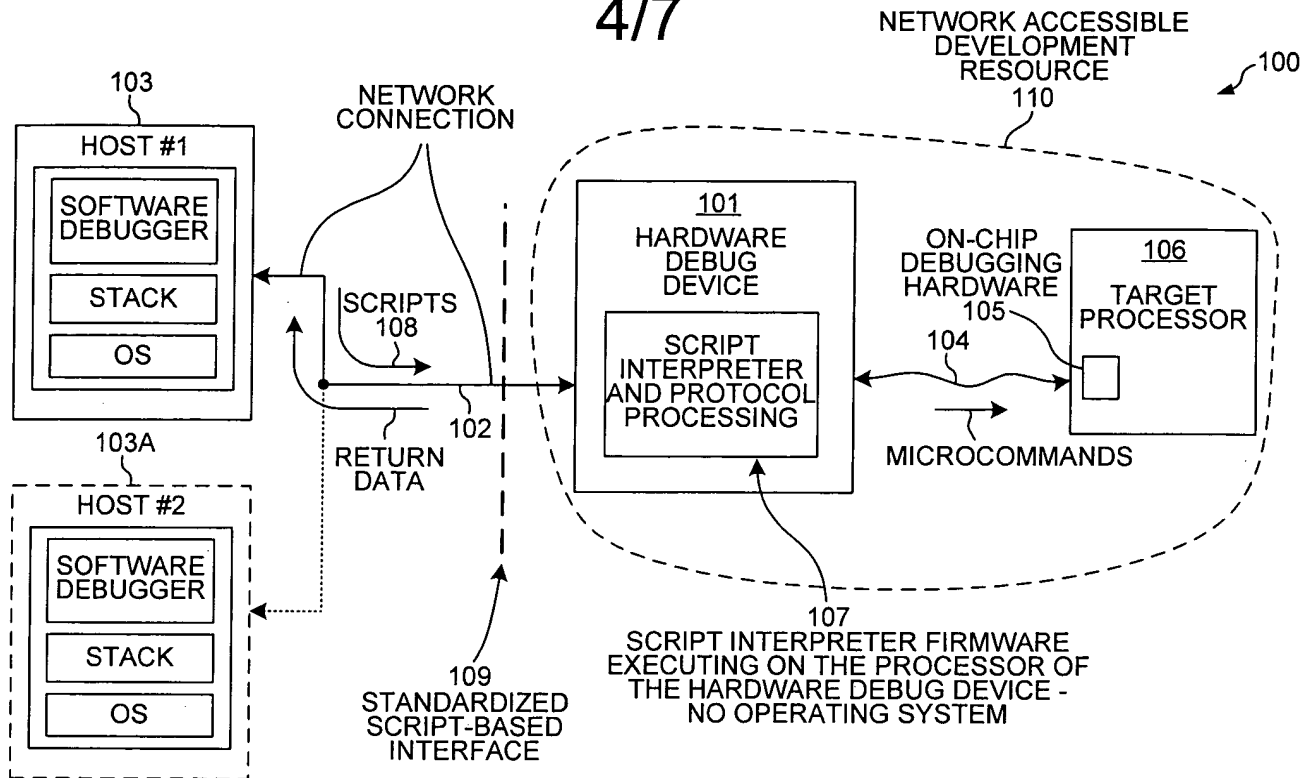 4/7
NETWORK ACCESSIBLE
DEVELOPMENT
RESOURCE
110
100
103
HOST #1
SOFTWARE
DEBUGGER
STACK
OS
NETWORK
CONNECTION
SCRIPTS
108
102
RETURN
DATA
101
HARDWARE
DEBUG
DEVICE
SCRIPT
INTERPRETER
AND PROTOCOL
PROCESSING
ON-CHIP
DEBUGGING
HARDWARE
105
104
MICROCOMMANDS
106
TARGET
PROCESSOR
103A
HOST #2
SOFTWARE
DEBUGGER
STACK
OS
109
STANDARDIZED
SCRIPT-BASED
INTERFACE
107
SCRIPT INTERPRETER FIRMWARE
EXECUTING ON THE PROCESSOR OF
THE HARDWARE DEBUG DEVICE -
NO OPERATING SYSTEM